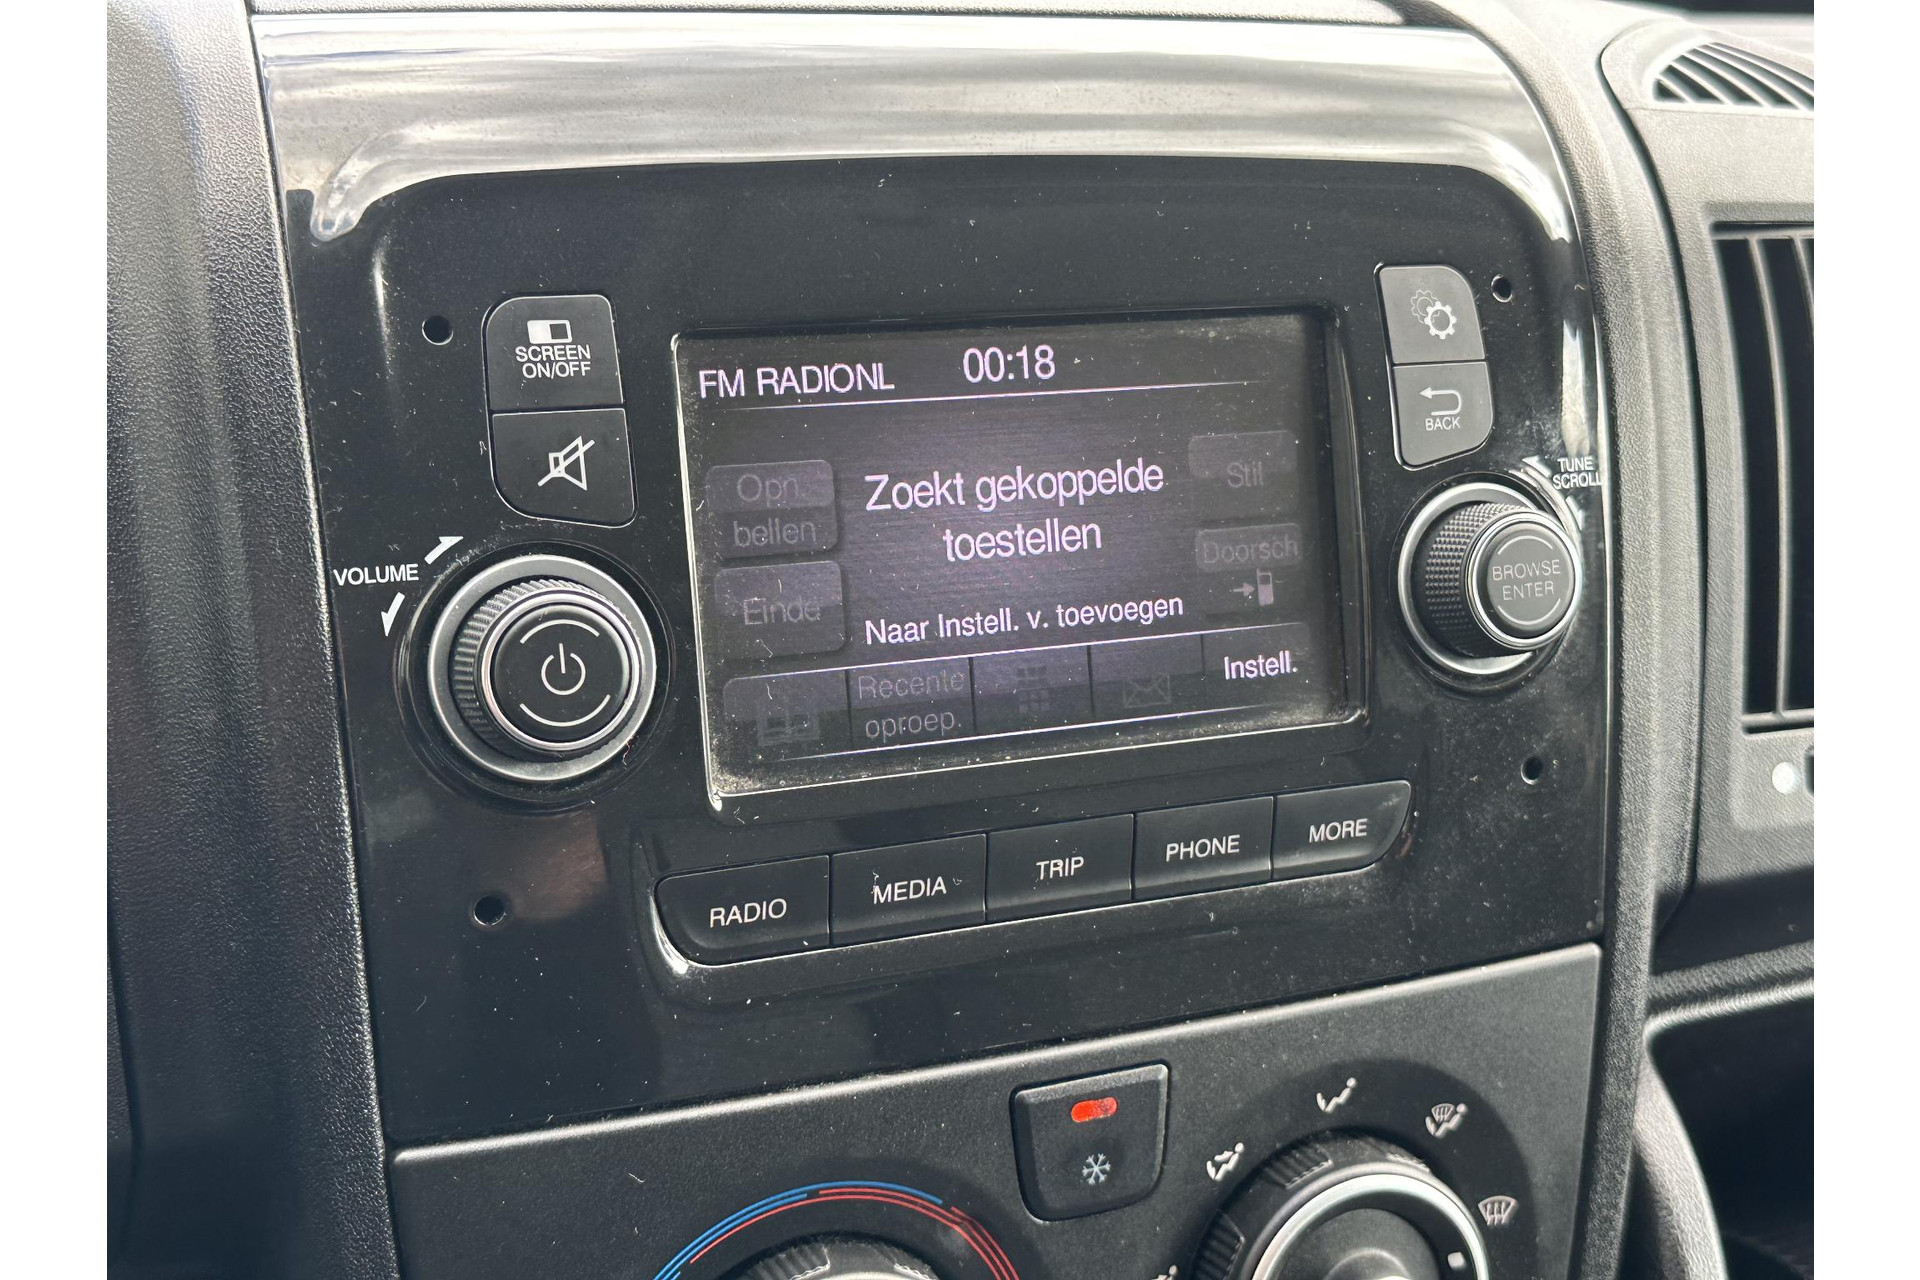 SCREEN
ON/OFF
VOLUME
FM RADIONL 00:18
Opn.
bellen
Zoekt gekoppelde
toestellen
Stil
Doorsch
Einde
Naar Instell. v. toevoegen
Recente
oproep.
Instell.
BACK
TUNE
SCROLL
BROWSE
ENTER
RADIO
MEDIA
TRIP
PHONE
MORE